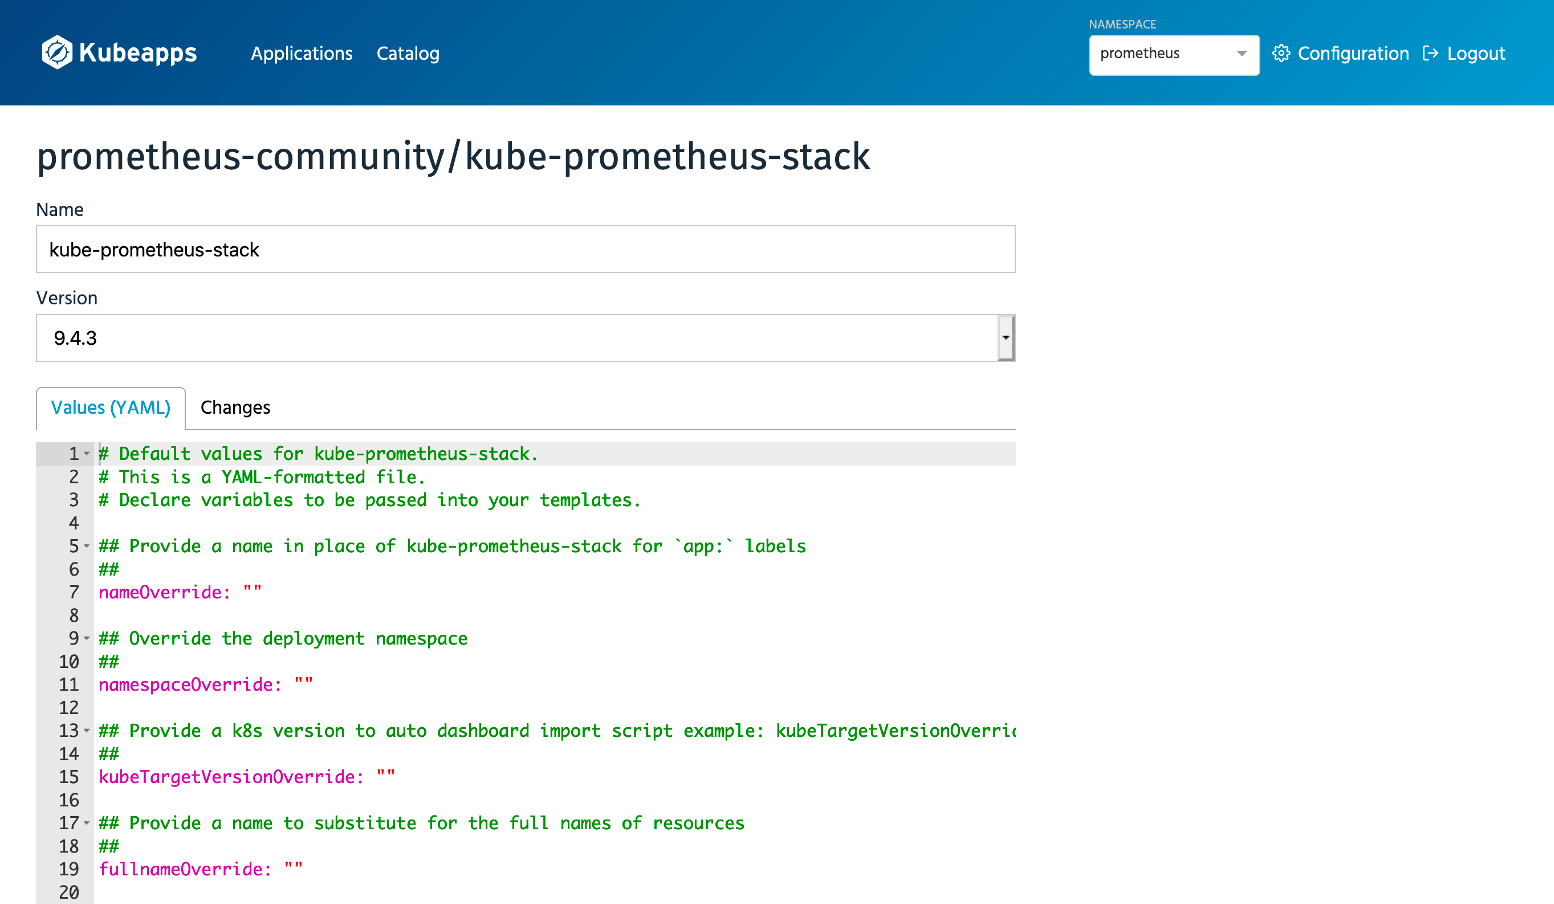 NAMESPACE
Kubeapps Applications Catalog prometheus Configuration Logout
prometheus-community/kube-prometheus-stack
Name
kube-prometheus-stack
Version
9.4.3
Values (YAML) Changes
1 # Default values for kube-prometheus-stack.
2 # This is a YAML-formatted file.
3 # Declare variables to be passed into your templates.
4
5 ## Provide a name in place of kube-prometheus-stack for `app:` labels
6 ##
7 nameOverride: ""
8
9 ## Override the deployment namespace
10 ##
11 namespaceOverride: ""
12
13 ## Provide a k8s version to auto dashboard import script example: kubeTargetVersionOverri
14 ##
15 kubeTargetVersionOverride: ""
16
17 ## Provide a name to substitute for the full names of resources
18 ##
19 fullnameOverride: ""
20